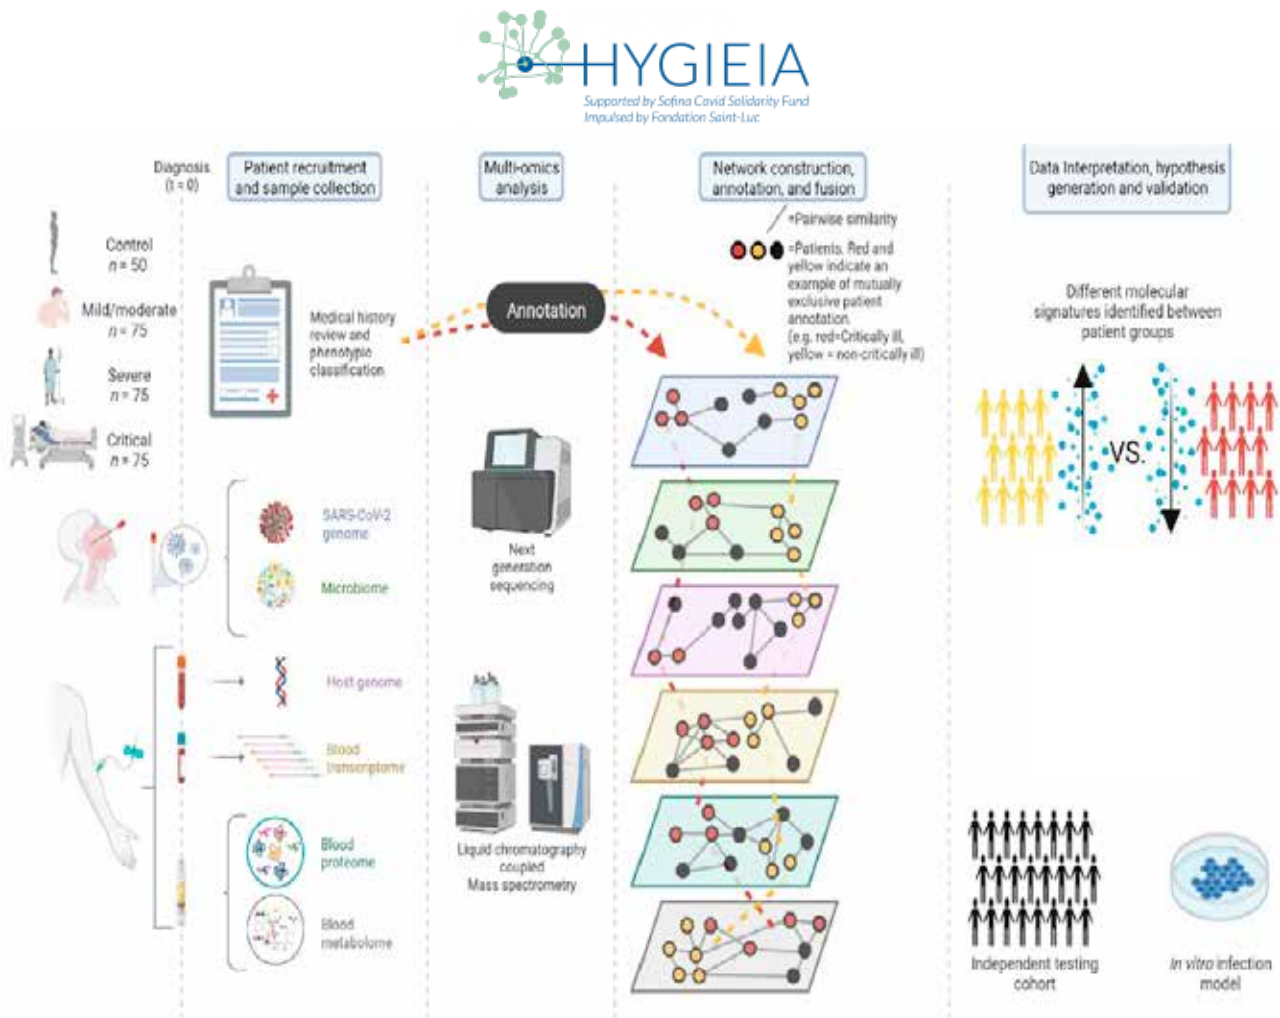 HYGIEIA
Supported by Sofina Covid Solidarity Fund
Impulsed by Fondation Saint-Luc
Diagnosis
(t = 0)
Patient recruitment
and sample collection
Multi-omics
analysis
Network construction,
annotation, and fusion
Data Interpretation, hypothesis
generation and validation
=Pairwise similarity
=Patients. Red and
yellow indicate an
example of mutually
exclusive patient
annotation.
(e.g. red=Critically ill,
yellow = non-critically ill)
Control
n = 50
Mild/moderate
n = 75
Severe
n = 75
Critical
n = 75
Medical history
review and
phenotypic
classification
Annotation
Different molecular
signatures identified between
patient groups
VS.
SARS-CoV-2
genome
Microbiome
Next
generation
sequencing
Host genome
Blood
transcriptome
Blood
proteome
Blood
metabolome
Liquid chromatography
coupled
Mass spectrometry
Independent testing
cohort
In vitro infection
model